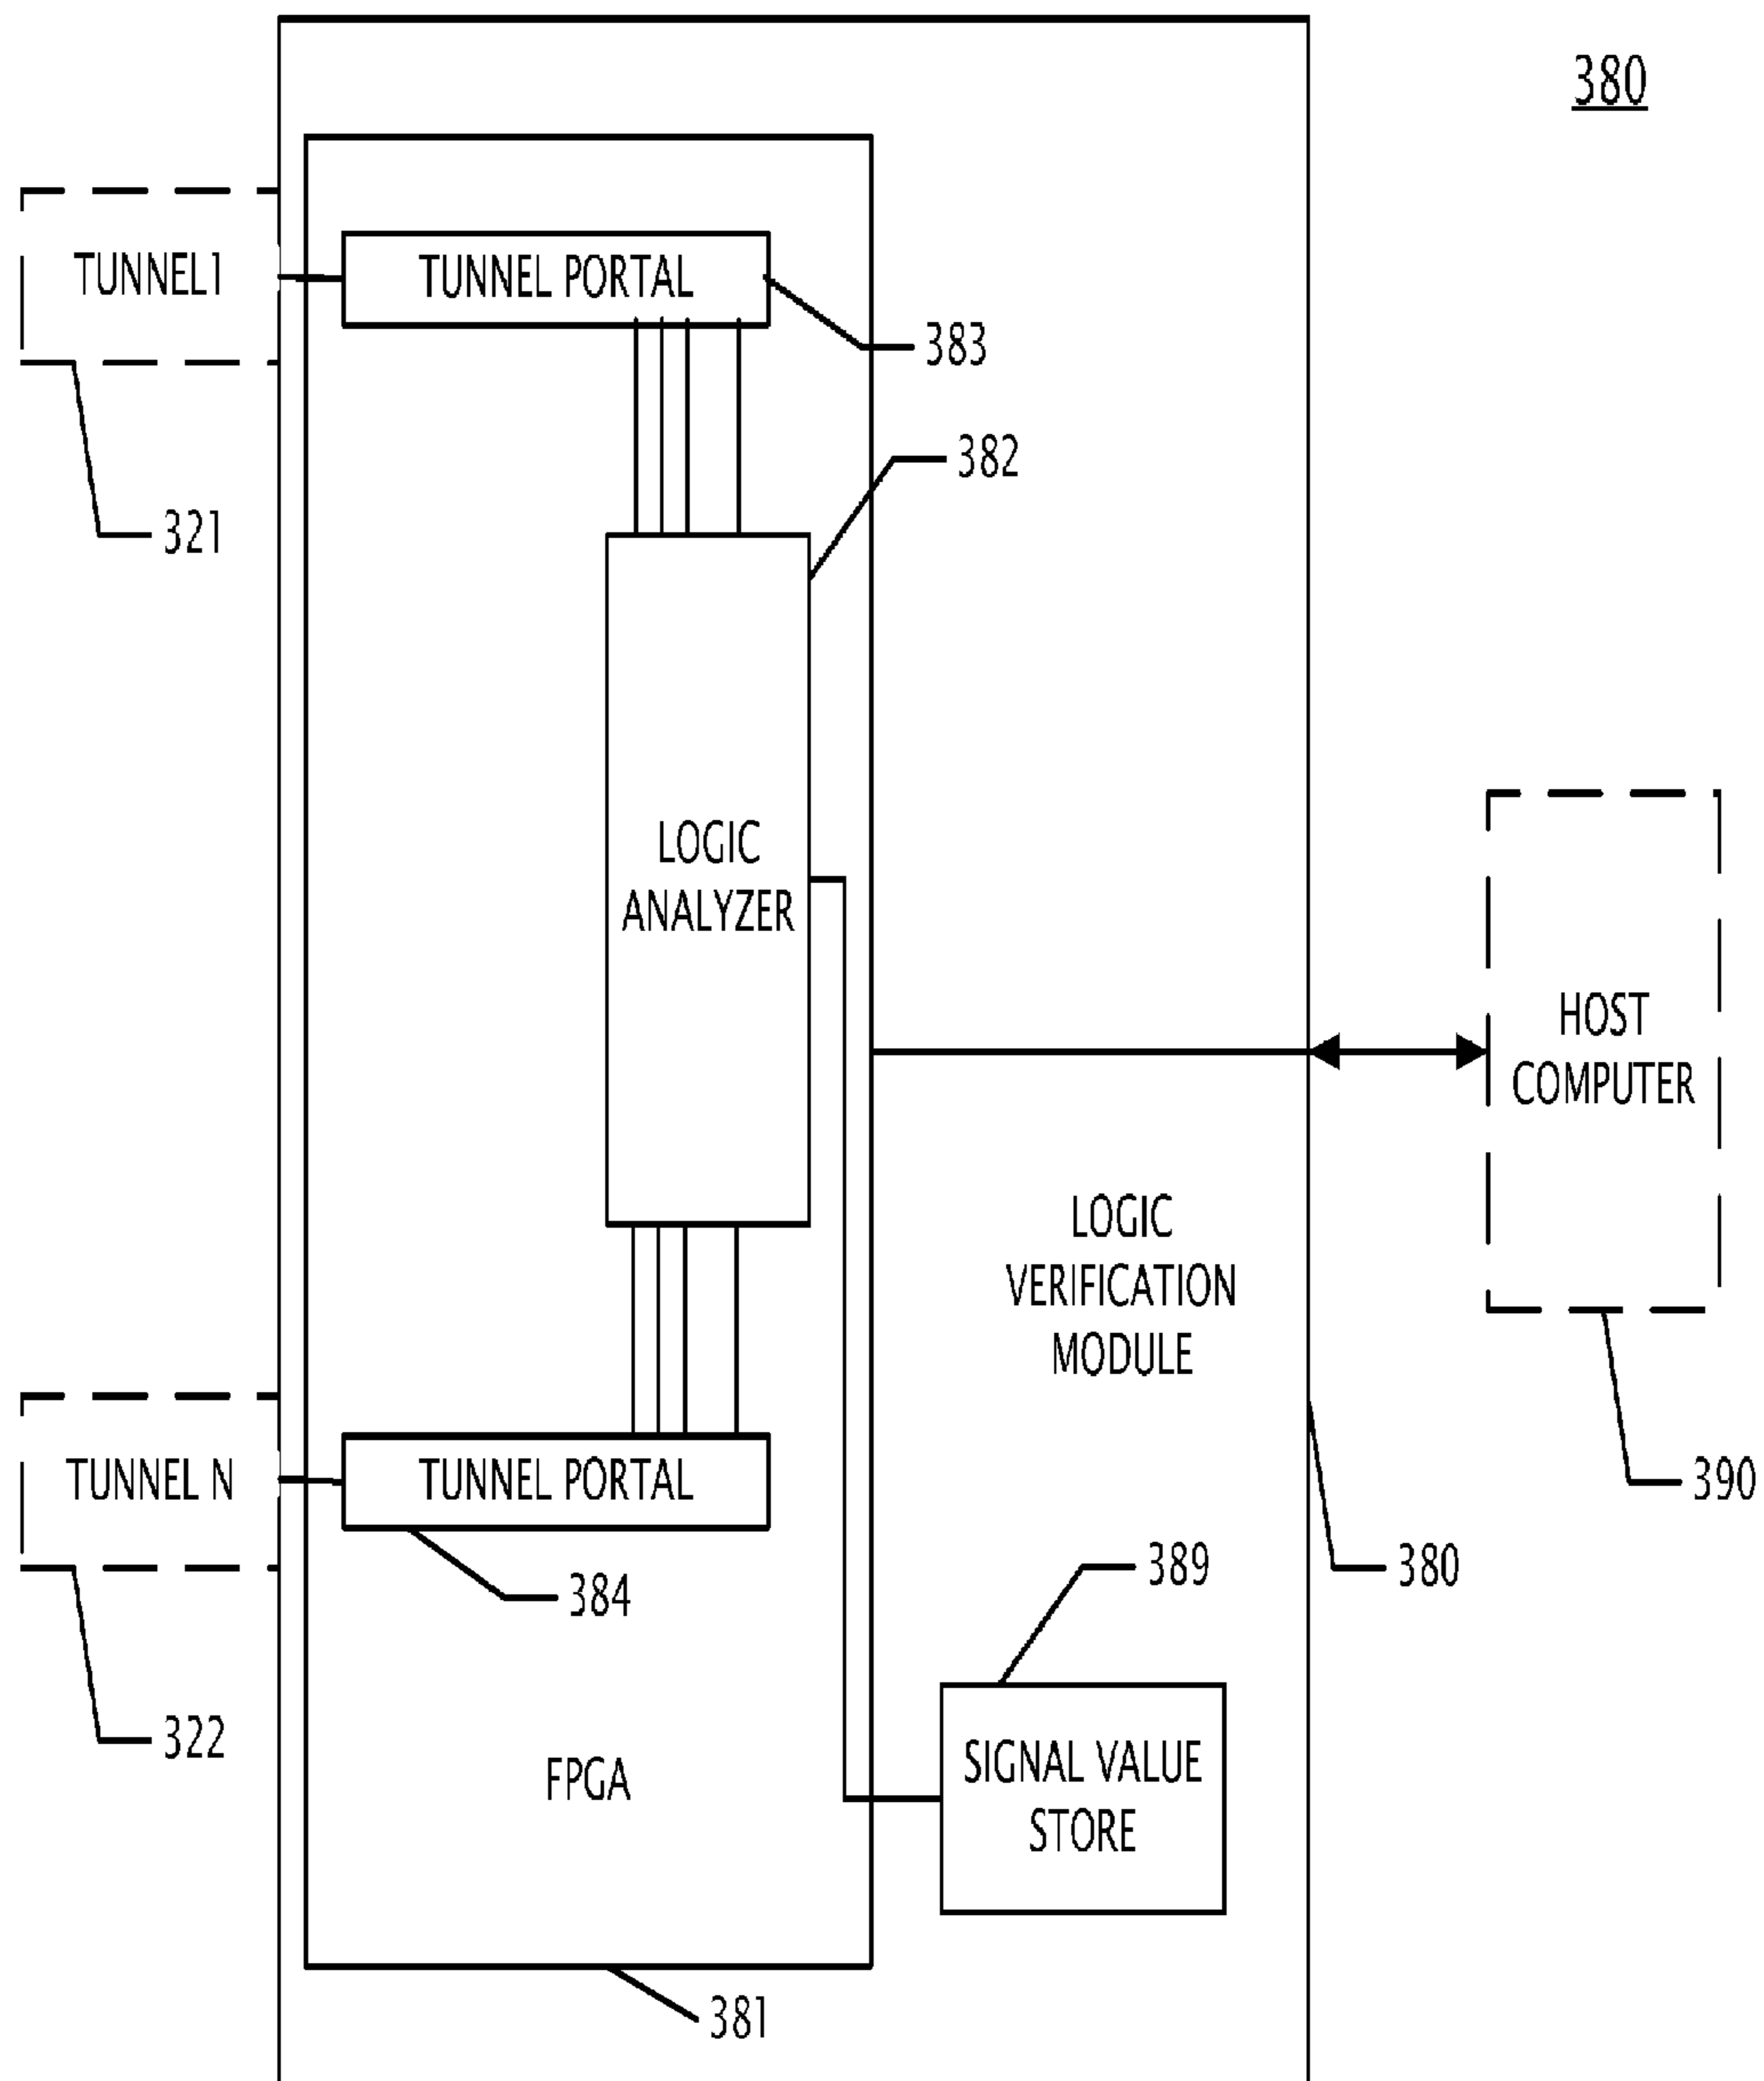 380
TUNNEL1
TUNNEL PORTAL
383
382
321
LOGIC
ANALYZER
HOST
COMPUTER
LOGIC
VERIFICATION
MODULE
TUNNEL N
TUNNEL PORTAL
390
389
380
384
322
FPGA
SIGNAL VALUE
STORE
381